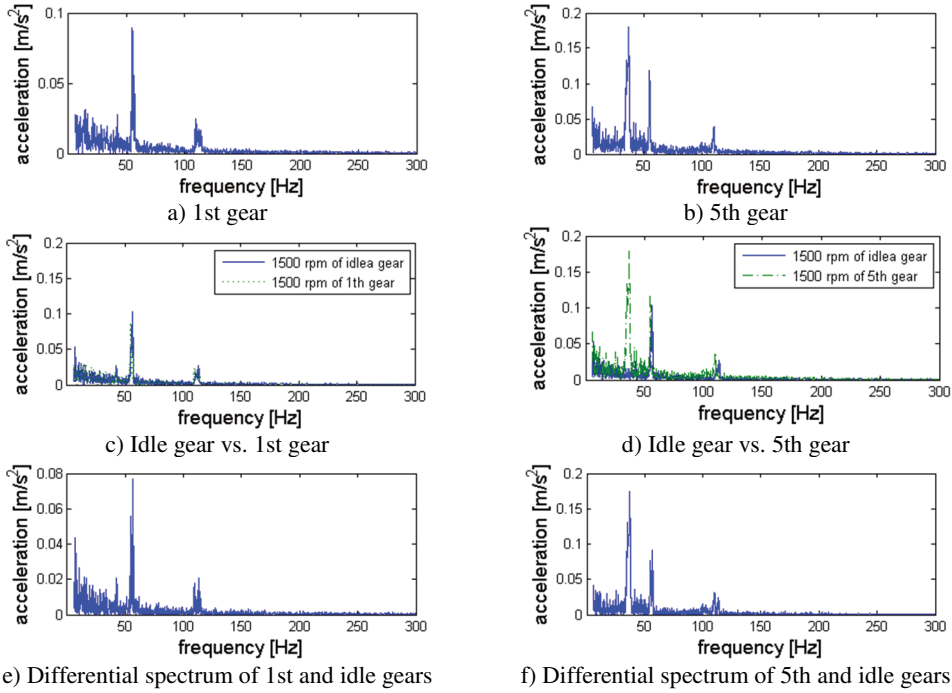 acceleration [m/s²]
0.1
0.05
0
50 100 150 200 250 300
frequency [Hz]
a) 1st gear
acceleration [m/s²]
0.2
0.15
0.1
0.05
0
50 100 150 200 250 300
frequency [Hz]
b) 5th gear
acceleration [m/s²]
0.2
0.15
0.1
0.05
0
1500 rpm of idlea gear
1500 rpm of 1th gear
50 100 150 200 250 300
frequency [Hz]
c) Idle gear vs. 1st gear
acceleration [m/s²]
0.2
0.15
0.1
0.05
0
1500 rpm of idlea gear
1500 rpm of 5th gear
50 100 150 200 250 300
frequency [Hz]
d) Idle gear vs. 5th gear
acceleration [m/s²]
0.08
0.06
0.04
0.02
0
50 100 150 200 250 300
frequency [Hz]
e) Differential spectrum of 1st and idle gears
acceleration [m/s²]
0.2
0.15
0.1
0.05
0
50 100 150 200 250 300
frequency [Hz]
f) Differential spectrum of 5th and idle gears